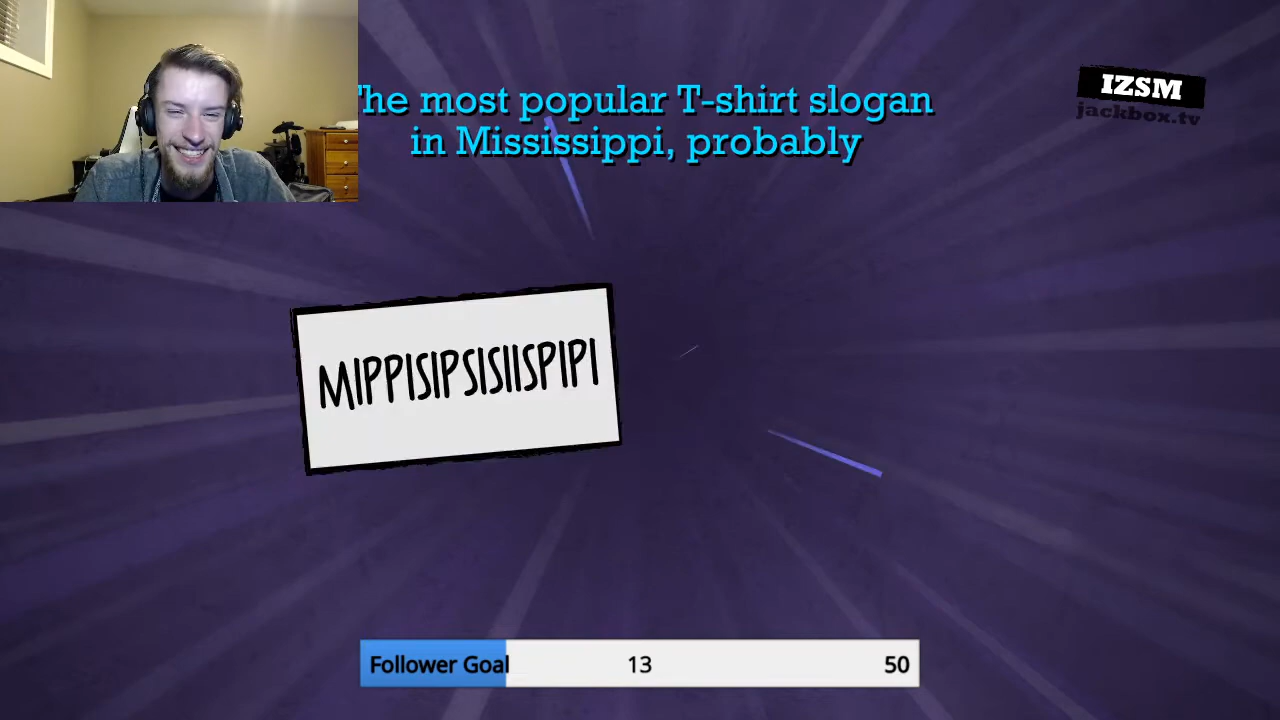 The most popular T-shirt slogan
in Mississippi, probably
IZSM
jackbox.tv
MIPPISIPSISIISPIPI
Follower Goal 13 50